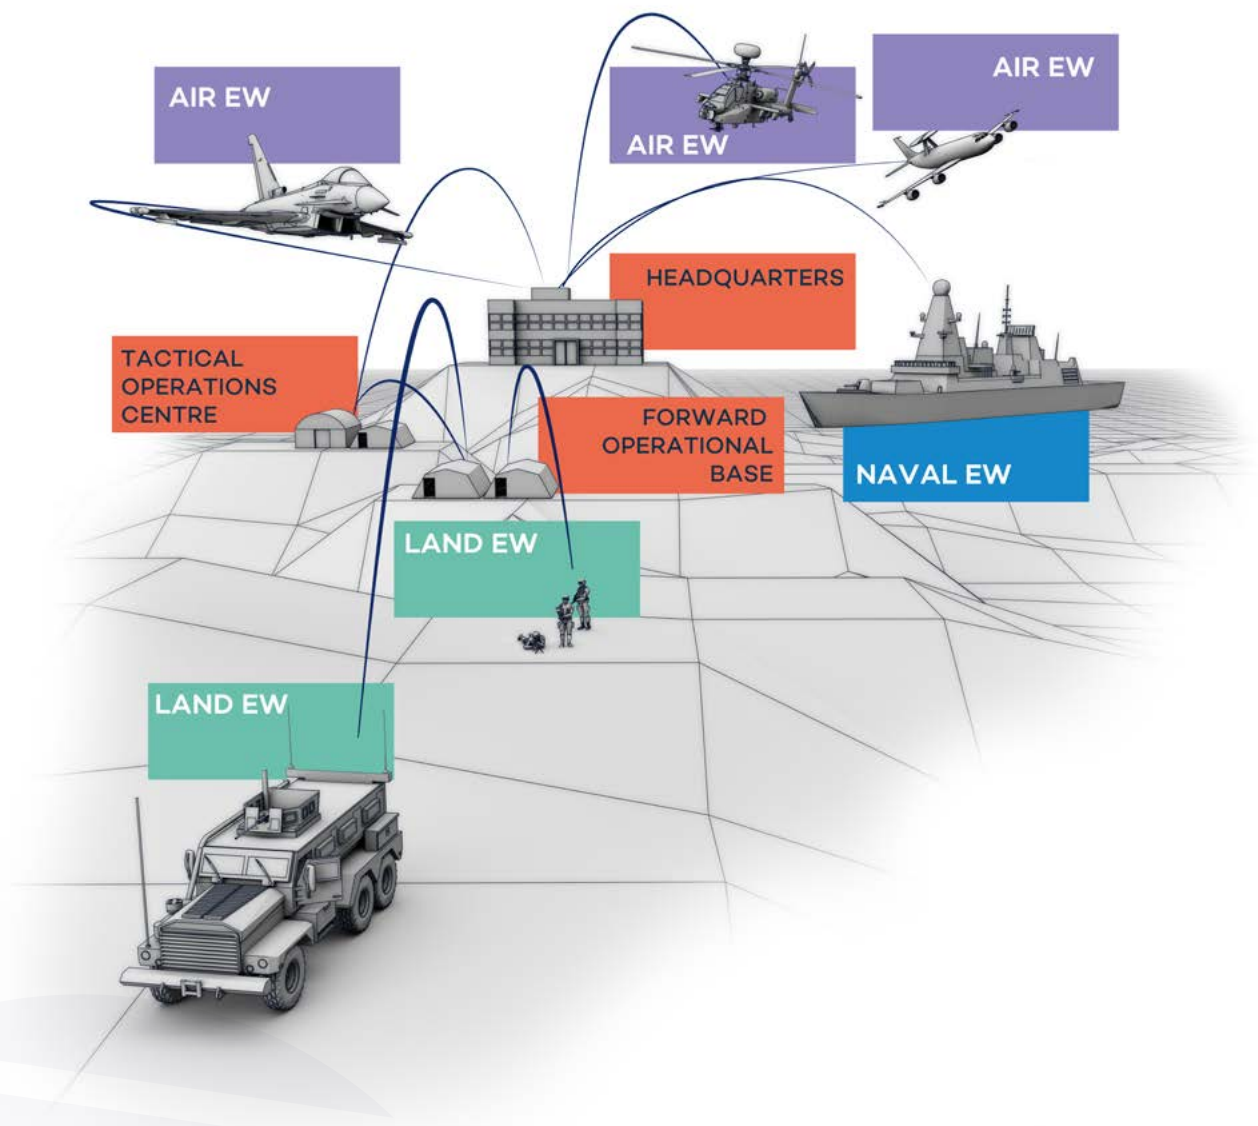 AIR EW
AIR EW
AIR EW
HEADQUARTERS
TACTICAL
OPERATIONS
CENTRE
FORWARD
OPERATIONAL
BASE
NAVAL EW
LAND EW
LAND EW